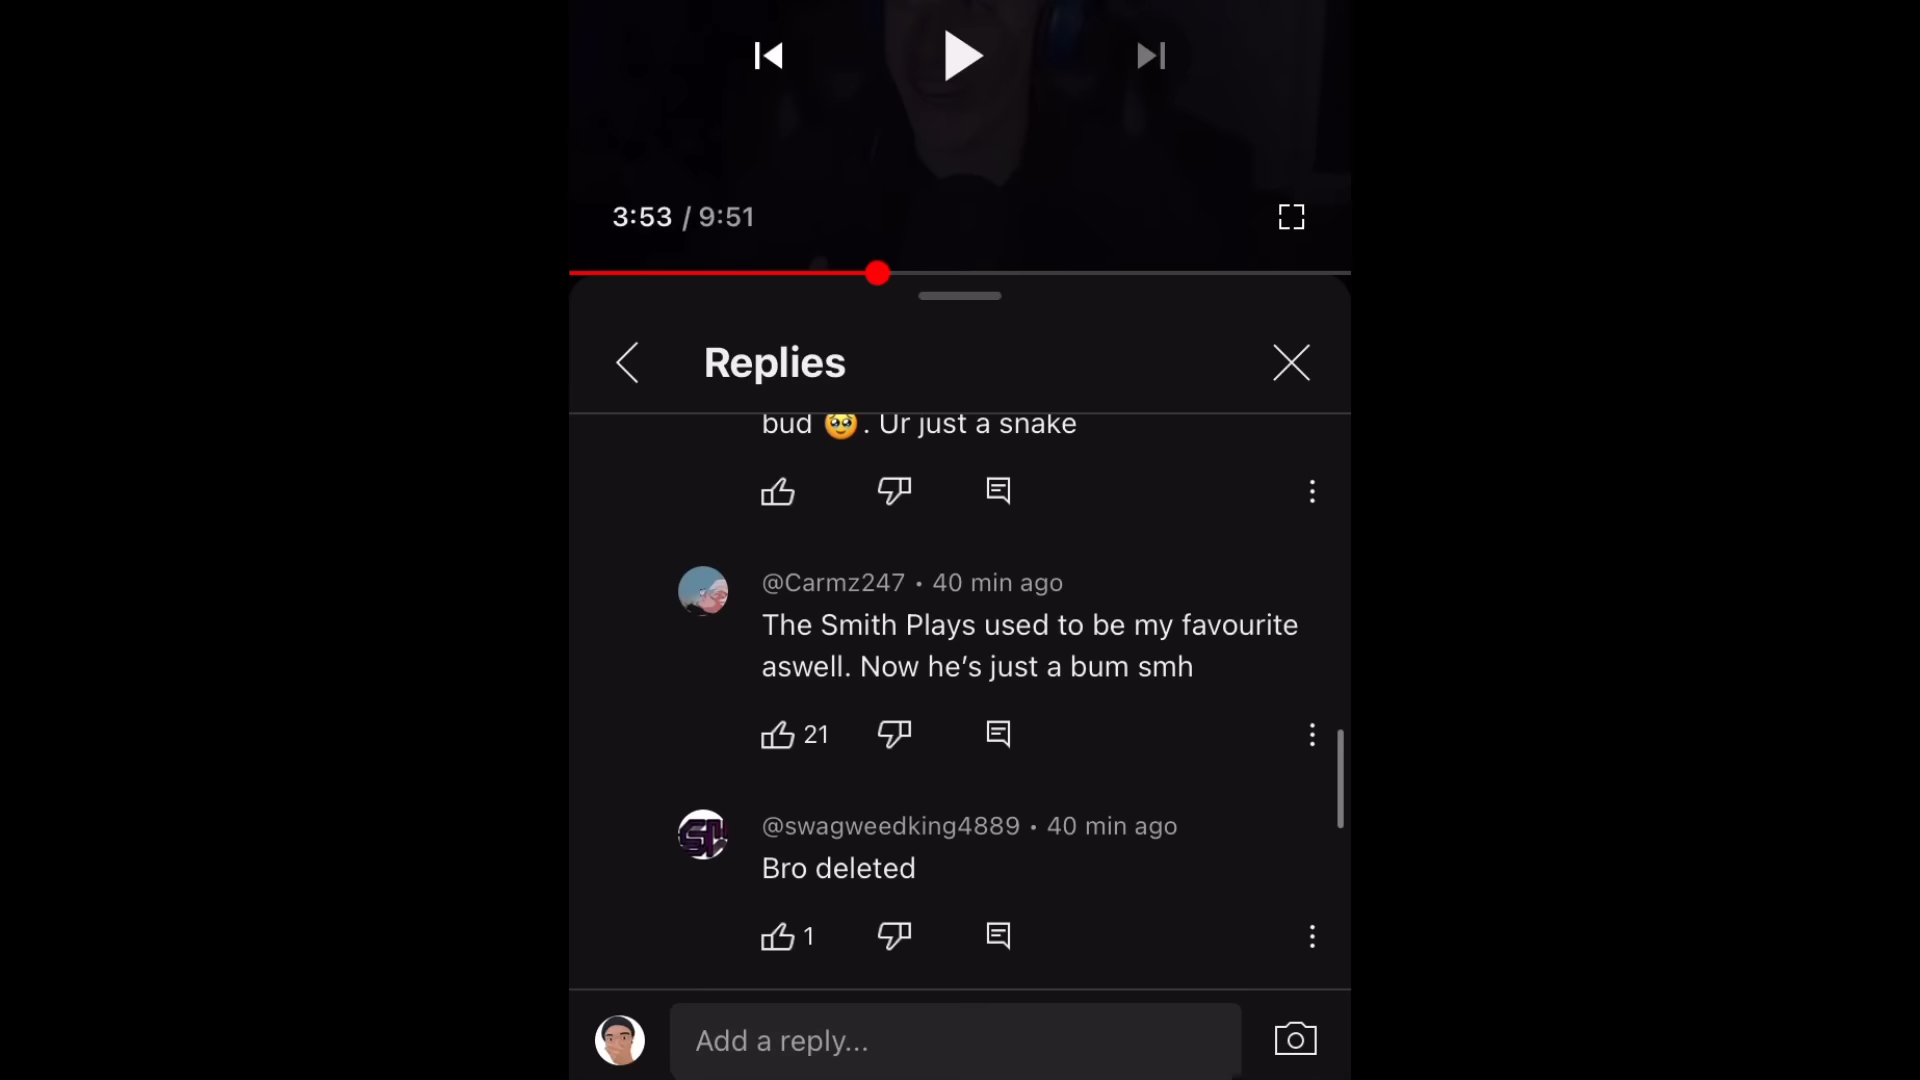 3:53 / 9:51
Replies
bud 🥹. Ur just a snake
@Carmz247 • 40 min ago
The Smith Plays used to be my favourite
aswell. Now he’s just a bum smh
21
@swagweedking4889 • 40 min ago
Bro deleted
1
Add a reply...